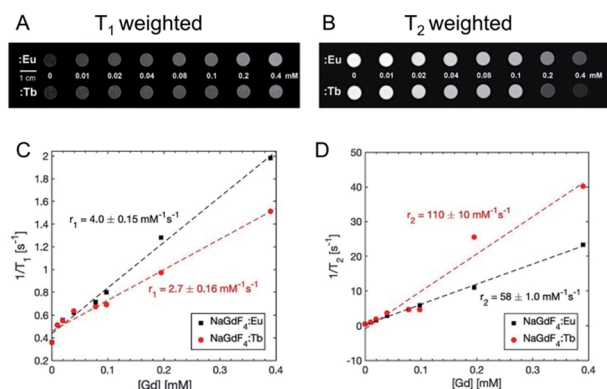 A
T1 weighted
:Eu
1 cm
0 0.01 0.02 0.04 0.08 0.1 0.2 0.4 mM
:Tb
B
T2 weighted
:Eu
0 0.01 0.02 0.04 0.08 0.1 0.2 0.4 mM
:Tb
C
2
1.8
1.6
1.4
1.2
1
0.8
0.6
0.4
0.2
1/T1 [s-1]
r1 = 4.0 ± 0.15 mM-1s-1
r1 = 2.7 ± 0.16 mM-1s-1
NaGdF4:Eu
NaGdF4:Tb
0 0.1 0.2 0.3 0.4
[Gd] [mM]
D
60
50
40
30
20
10
0
-10
1/T2 [s-1]
r2 = 110 ± 10 mM-1s-1
r2 = 58 ± 1.0 mM-1s-1
NaGdF4:Eu
NaGdF4:Tb
0 0.1 0.2 0.3 0.4
[Gd] [mM]